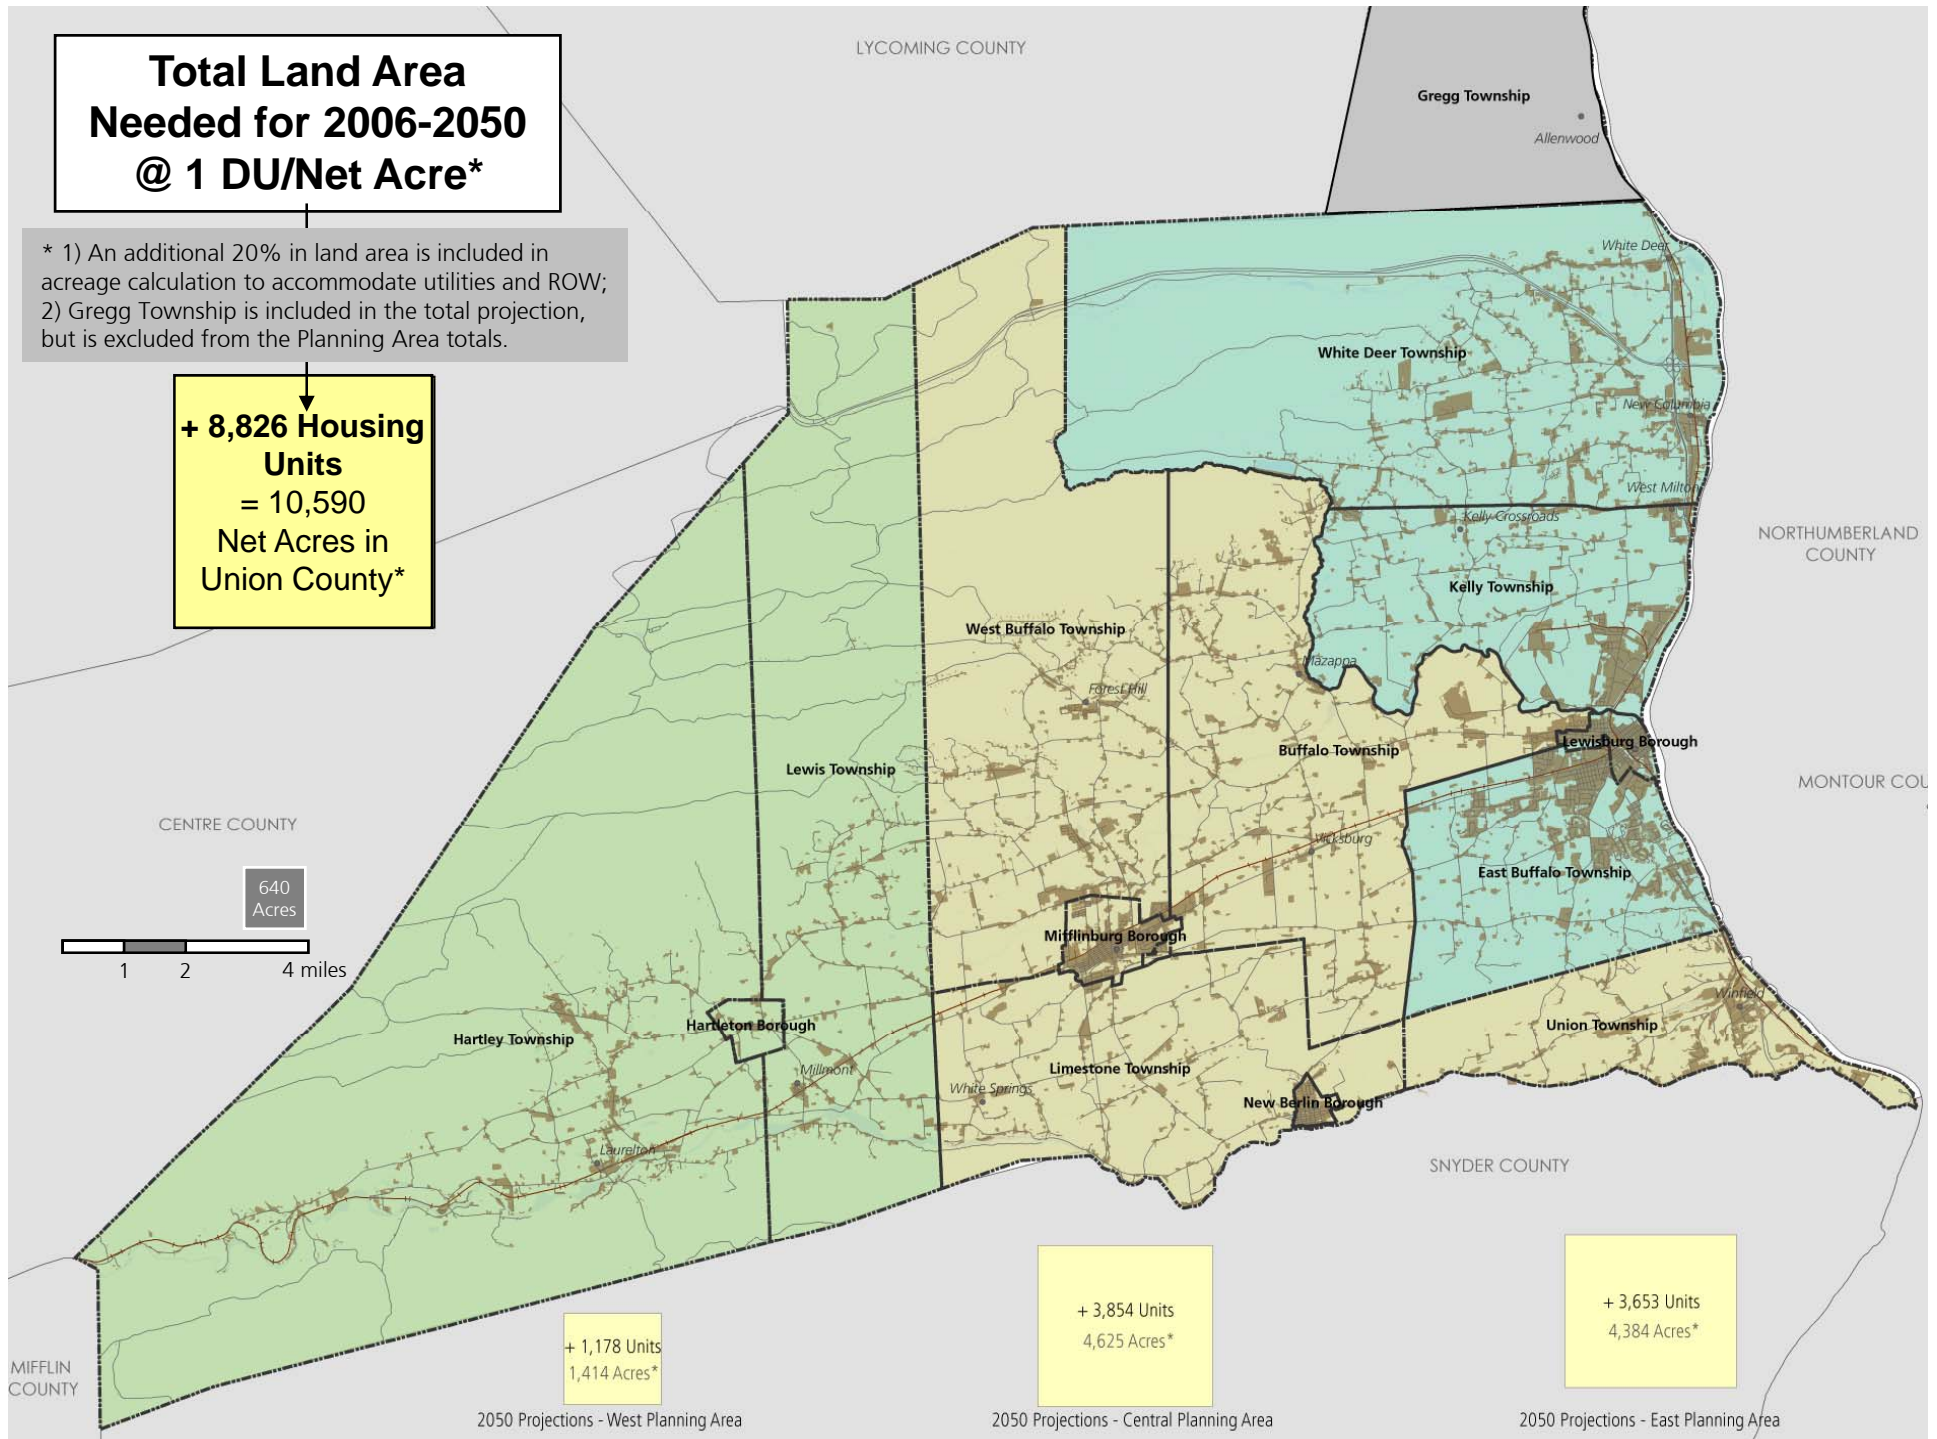 Total Land Area
Needed for 2006-2050
@ 1 DU/Net Acre*
* 1) An additional 20% in land area is included in
acreage calculation to accommodate utilities and ROW;
2) Gregg Township is included in the total projection,
but is excluded from the Planning Area totals.
+ 8,826 Housing
Units
= 10,590
Net Acres in
Union County*
LYCOMING COUNTY
Gregg Township
Allenwood
White Deer
White Deer Township
New Columbia
West Milton
Kelly Crossroads
NORTHUMBERLAND
COUNTY
Kelly Township
West Buffalo Township
Mazappa
Forest Hill
Buffalo Township
Lewisburg Borough
Lewis Township
MONTOUR COU
CENTRE COUNTY
Vicksburg
East Buffalo Township
640
Acres
Mifflinburg Borough
1
2
4 miles
Winfield
Hartleton Borough
Union Township
Hartley Township
Millmont
Limestone Township
White Springs
New Berlin Borough
Laurelton
SNYDER COUNTY
MIFFLIN
COUNTY
+ 1,178 Units
1,414 Acres*
2050 Projections - West Planning Area
+ 3,854 Units
4,625 Acres*
2050 Projections - Central Planning Area
+ 3,653 Units
4,384 Acres*
2050 Projections - East Planning Area